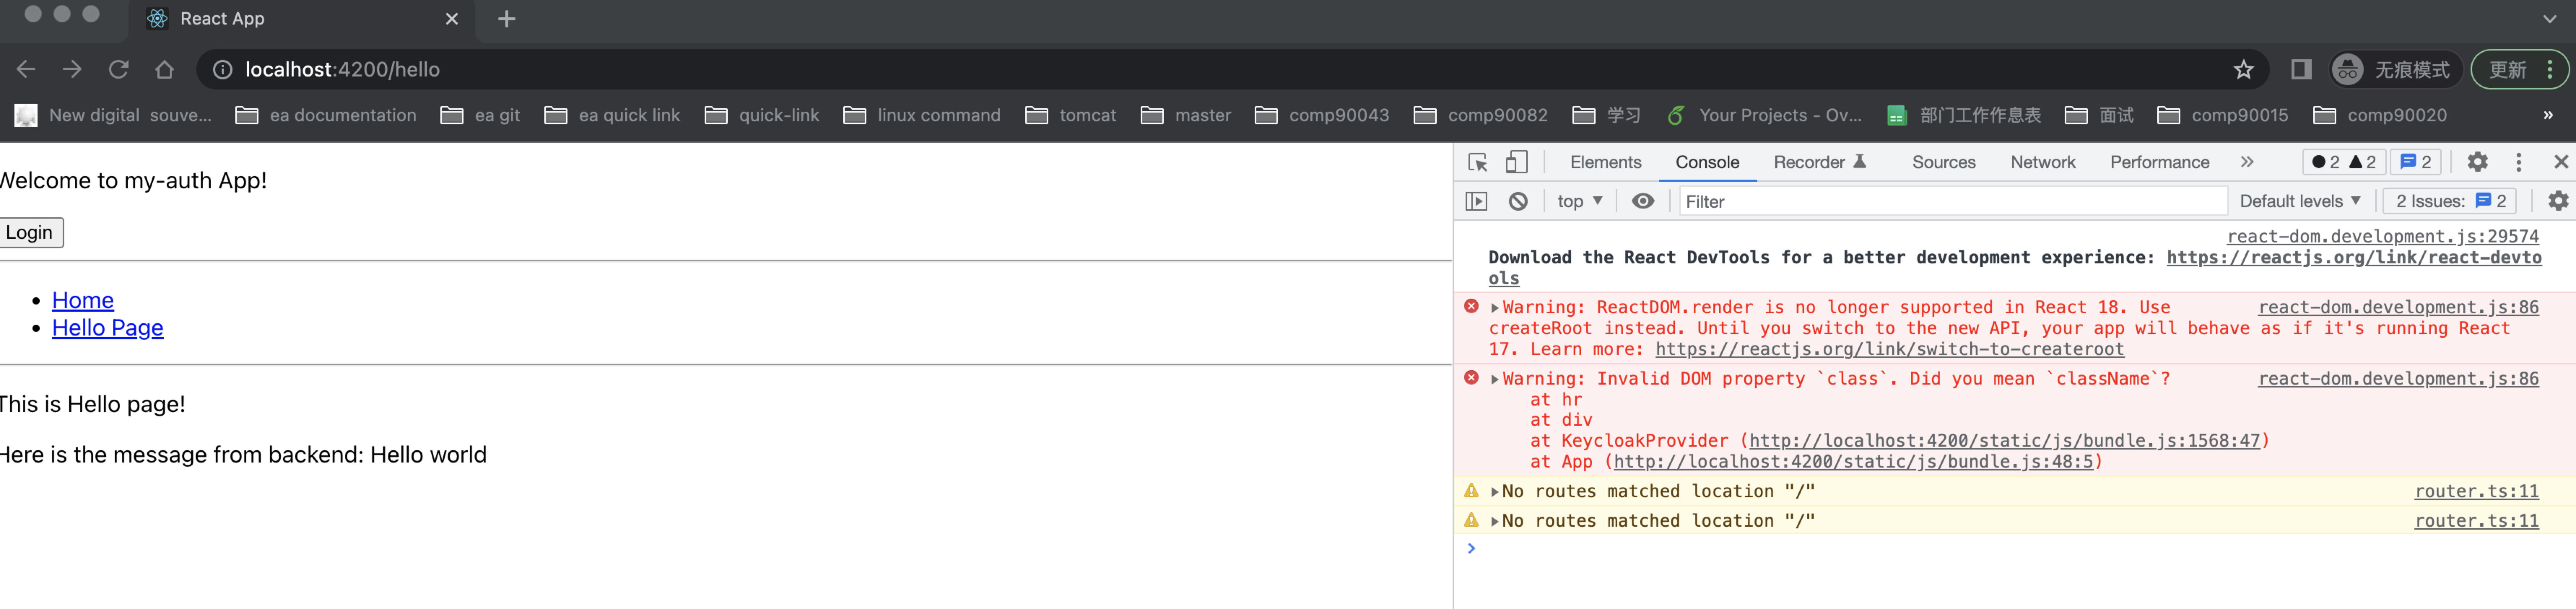 React App
localhost:4200/hello
无痕模式
更新
New digital souve...
ea documentation
ea git
ea quick link
quick-link
linux command
tomcat
master
comp90043
comp90082
学习
Your Projects - Ov...
部门工作作息表
面试
comp90015
comp90020
»
Welcome to my-auth App!
Login
Home
Hello Page
This is Hello page!
Here is the message from backend: Hello world
Elements Console Recorder Sources Network Performance » 2 2 2
top Filter Default levels 2 Issues: 2
react-dom.development.js:29574
Download the React DevTools for a better development experience: https://reactjs.org/link/react-devto
ols
Warning: ReactDOM.render is no longer supported in React 18. Use react-dom.development.js:86
createRoot instead. Until you switch to the new API, your app will behave as if it's running React
17. Learn more: https://reactjs.org/link/switch-to-createroot
Warning: Invalid DOM property `class`. Did you mean `className`? react-dom.development.js:86
at hr
at div
at KeycloakProvider (http://localhost:4200/static/js/bundle.js:1568:47)
at App (http://localhost:4200/static/js/bundle.js:48:5)
No routes matched location "/" router.ts:11
No routes matched location "/" router.ts:11